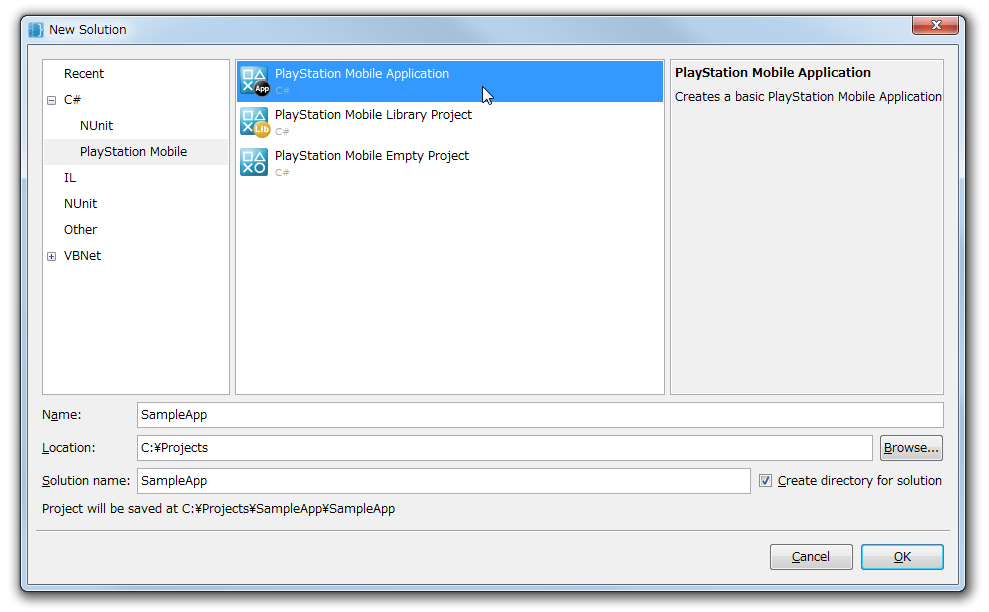 New Solution
Recent
C#
NUnit
PlayStation Mobile
IL
NUnit
Other
VBNet
PlayStation Mobile Application
App
C#
PlayStation Mobile Library Project
Lib
C#
PlayStation Mobile Empty Project
C#
PlayStation Mobile Application
Creates a basic PlayStation Mobile Application
Name:
SampleApp
Location:
C:¥Projects
Browse...
Solution name:
SampleApp
Create directory for solution
Project will be saved at C:¥Projects¥SampleApp¥SampleApp
Cancel
OK